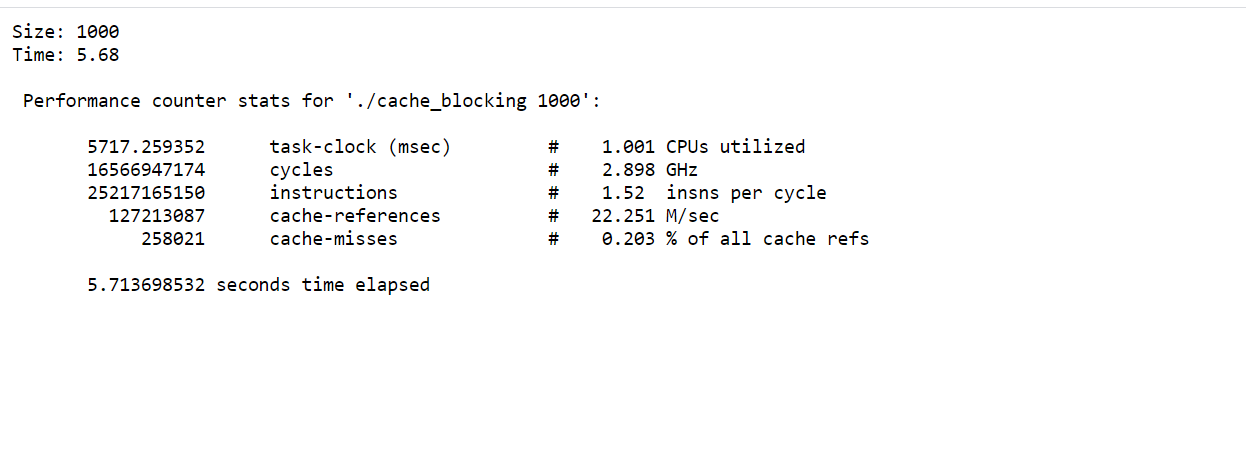 Size: 1000
Time: 5.68
Performance counter stats for './cache_blocking 1000':
5717.259352 task-clock (msec) # 1.001 CPUs utilized
16566947174 cycles # 2.898 GHz
25217165150 instructions # 1.52 insns per cycle
127213087 cache-references # 22.251 M/sec
258021 cache-misses # 0.203 % of all cache refs
5.713698532 seconds time elapsed